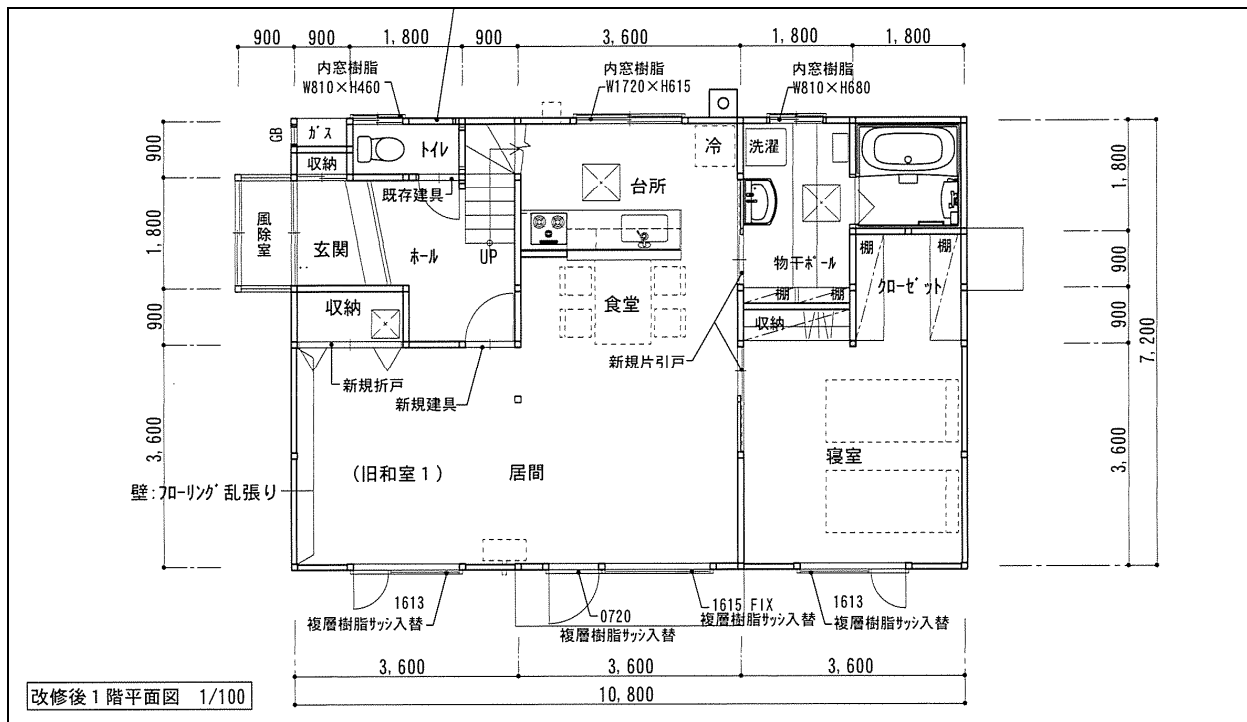 900
900
1,800
900
3,600
1,800
1,800
内窓樹脂
W810×H460
内窓樹脂
W1720×H615
内窓樹脂
W810×H680
900
1,800
900
3,600
GB
ガス
収納
トイレ
既存建具
風除室
玄関
ホール
UP
収納
新規折戸
新規建具
台所
冷
食堂
新規片引戸
洗濯
物干ポール
棚
棚
収納
棚
棚
クローゼット
(旧和室1)
居間
寝室
壁:フローリング乱張り
1,800
900
900
3,600
7,200
1613
複層樹脂サッシ入替
0720
複層樹脂サッシ入替
1615 FIX
複層樹脂サッシ入替
1613
複層樹脂サッシ入替
3,600
3,600
3,600
10,800
改修後1階平面図 1/100